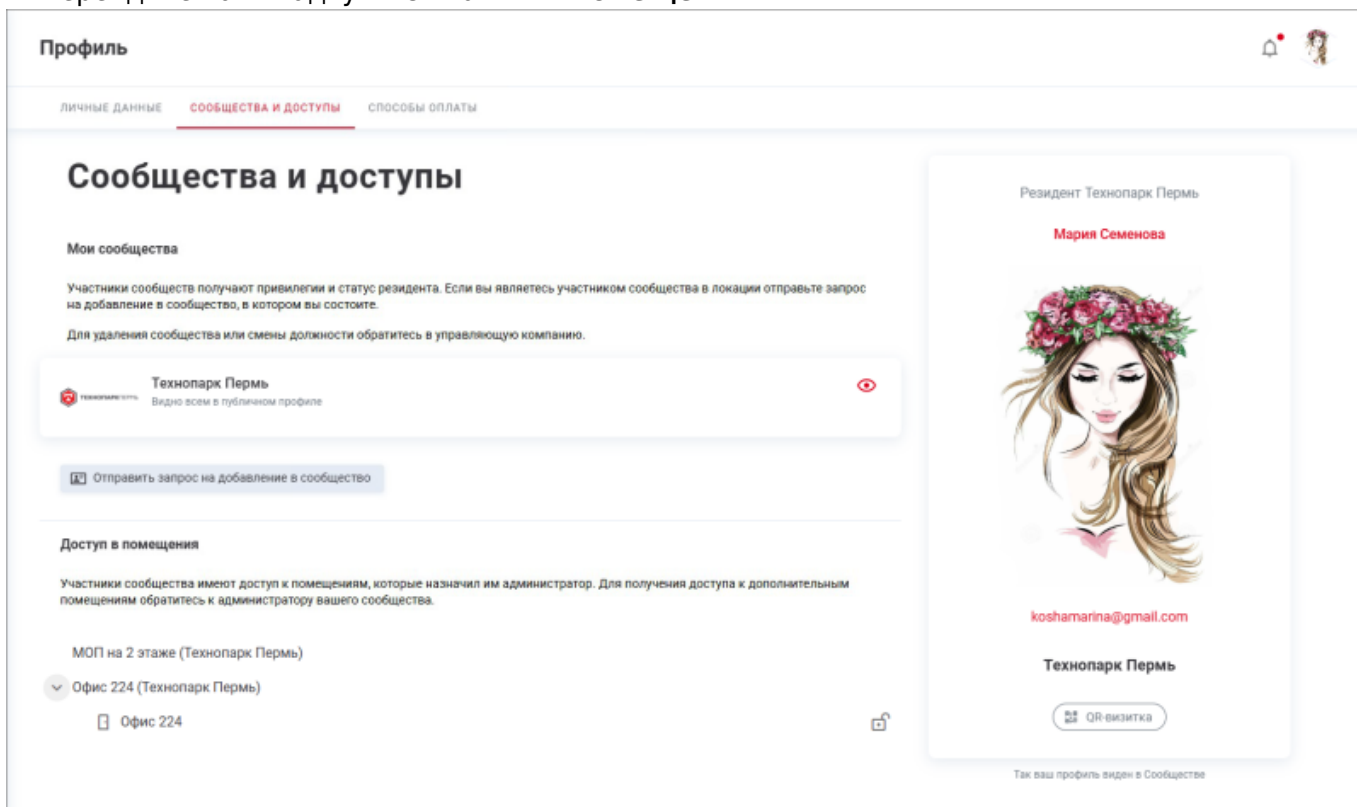 Профиль
ЛИЧНЫЕ ДАННЫЕ
СООБЩЕСТВА И ДОСТУПЫ
СПОСОБЫ ОПЛАТЫ
Сообщества и доступы
Мои сообщества
Участники сообществ получают привилегии и статус резидента. Если вы являетесь участником сообщества в локации отправьте запрос
на добавление в сообщество, в котором вы состоите.
Для удаления сообщества или смены должности обратитесь в управляющую компанию.
ТЕХНОПАРК ПЕРМЬ
Технопарк Пермь
Видно всем в публичном профиле
Отправить запрос на добавление в сообщество
Доступ в помещения
Участники сообщества имеют доступ к помещениям, которые назначил им администратор. Для получения доступа к дополнительным
помещениям обратитесь к администратору вашего сообщества.
МОП на 2 этаже (Технопарк Пермь)
Офис 224 (Технопарк Пермь)
Офис 224
Резидент Технопарк Пермь
Мария Семенова
koshamarina@gmail.com
Технопарк Пермь
QR-визитка
Так ваш профиль виден в Сообществе